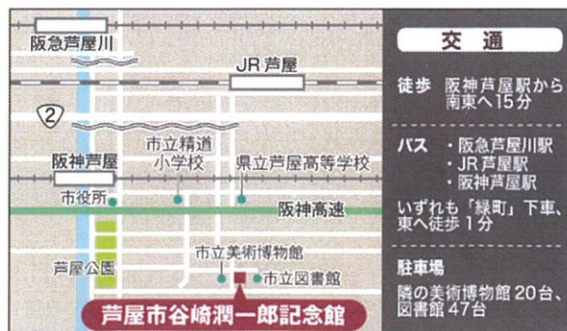 阪急芦屋川
JR芦屋
2
市立精道
小学校
阪神芦屋
県立芦屋高等学校
市役所
阪神高速
市立美術博物館
芦屋公園
市立図書館
芦屋市谷崎潤一郎記念館
交通
徒歩 阪神芦屋駅から
南東へ15分
バス ・阪急芦屋川駅
・JR芦屋駅
・阪神芦屋駅
いずれも「緑町」下車、
東へ徒歩1分
駐車場
隣の美術博物館20台、
図書館47台